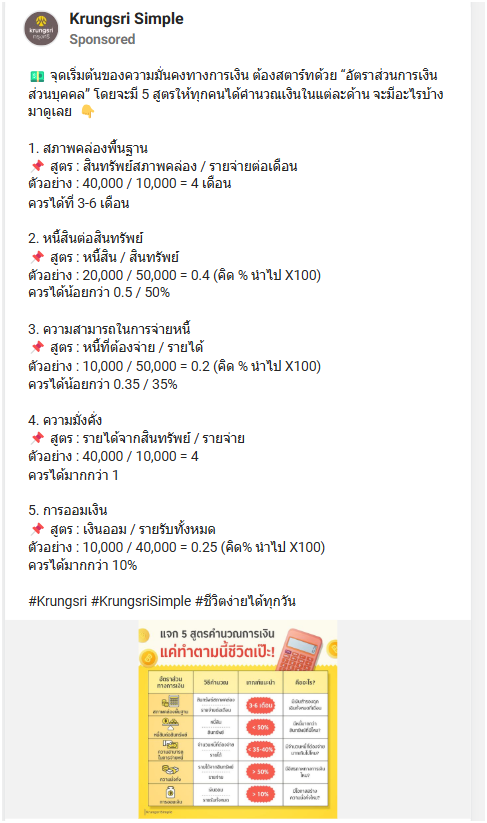 krungsri
กรุงศรี
Krungsri Simple
Sponsored
💵 จุดเริ่มต้นของความมั่นคงทางการเงิน ต้องสตาร์ทด้วย “อัตราส่วนการเงิน
ส่วนบุคคล” โดยจะมี 5 สูตรให้ทุกคนได้คำนวณเงินในแต่ละด้าน จะมีอะไรบ้าง
มาดูเลย 👇
1. สภาพคล่องพื้นฐาน
📌 สูตร : สินทรัพย์สภาพคล่อง / รายจ่ายต่อเดือน
ตัวอย่าง : 40,000 / 10,000 = 4 เดือน
ควรได้ที่ 3-6 เดือน
2. หนี้สินต่อสินทรัพย์
📌 สูตร : หนี้สิน / สินทรัพย์
ตัวอย่าง : 20,000 / 50,000 = 0.4 (คิด % นำไป X100)
ควรได้น้อยกว่า 0.5 / 50%
3. ความสามารถในการจ่ายหนี้
📌 สูตร : หนี้ที่ต้องจ่าย / รายได้
ตัวอย่าง : 10,000 / 50,000 = 0.2 (คิด % นำไป X100)
ควรได้น้อยกว่า 0.35 / 35%
4. ความมั่งคั่ง
📌 สูตร : รายได้จากสินทรัพย์ / รายจ่าย
ตัวอย่าง : 40,000 / 10,000 = 4
ควรได้มากกว่า 1
5. การออมเงิน
📌 สูตร : เงินออม / รายรับทั้งหมด
ตัวอย่าง : 10,000 / 40,000 = 0.25 (คิด% นำไป X100)
ควรได้มากกว่า 10%
#Krungsri #KrungsriSimple #ชีวิตง่ายได้ทุกวัน
แจก 5 สูตรคำนวณการเงิน
แค่ทำตามนี้ชีวิตเป๊ะ!
อัตราส่วน
ทางการเงิน
วิธีคำนวณ
เกณฑ์แนะนำ
คืออะไร?
สภาพคล่องพื้นฐาน
สินทรัพย์สภาพคล่อง
รายจ่ายต่อเดือน
3-6 เดือน
หนี้สินต่อสินทรัพย์
หนี้สิน
สินทรัพย์
< 50%
ความสามารถ
ในการจ่ายหนี้
รายได้
< 35-40%
ความมั่งคั่ง
รายได้จากสินทรัพย์
รายจ่าย
> 50%
การออมเงิน
เงินออม
รายรับทั้งหมด
> 10%